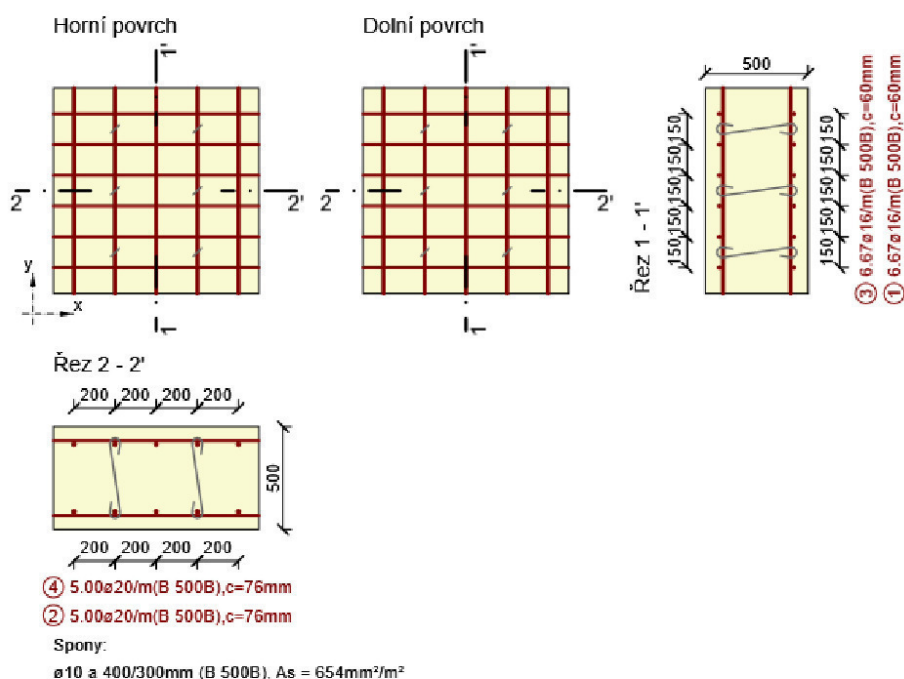 Horní povrch
Dolní povrch
1'
1'
500
2
2'
2
2'
150 150 150 150 150
150 150 150 150 150
Řez 1 - 1'
③ 6.67ø16/m(B 500B),c=60mm
① 6.67ø16/m(B 500B),c=60mm
y
x
1
1
Řez 2 - 2'
200 200 200 200
500
200 200 200 200
④ 5.00ø20/m(B 500B),c=76mm
② 5.00ø20/m(B 500B),c=76mm
Spony:
ø10 a 400/300mm (B 500B), As = 654mm²/m²